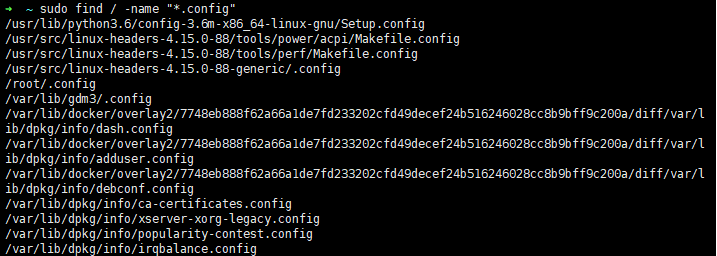 ➜  ~ sudo find / -name "*.config"
/usr/lib/python3.6/config-3.6m-x86_64-linux-gnu/Setup.config
/usr/src/linux-headers-4.15.0-88/tools/power/acpi/Makefile.config
/usr/src/linux-headers-4.15.0-88/tools/perf/Makefile.config
/usr/src/linux-headers-4.15.0-88-generic/.config
/root/.config
/var/lib/gdm3/.config
/var/lib/docker/overlay2/7748eb888f62a66a1de7fd233202cfd49decef24b516246028cc8b9bff9c200a/diff/var/l
ib/dpkg/info/dash.config
/var/lib/docker/overlay2/7748eb888f62a66a1de7fd233202cfd49decef24b516246028cc8b9bff9c200a/diff/var/l
ib/dpkg/info/adduser.config
/var/lib/docker/overlay2/7748eb888f62a66a1de7fd233202cfd49decef24b516246028cc8b9bff9c200a/diff/var/l
ib/dpkg/info/debconf.config
/var/lib/dpkg/info/ca-certificates.config
/var/lib/dpkg/info/xserver-xorg-legacy.config
/var/lib/dpkg/info/popularity-contest.config
/var/lib/dpkg/info/irqbalance.config